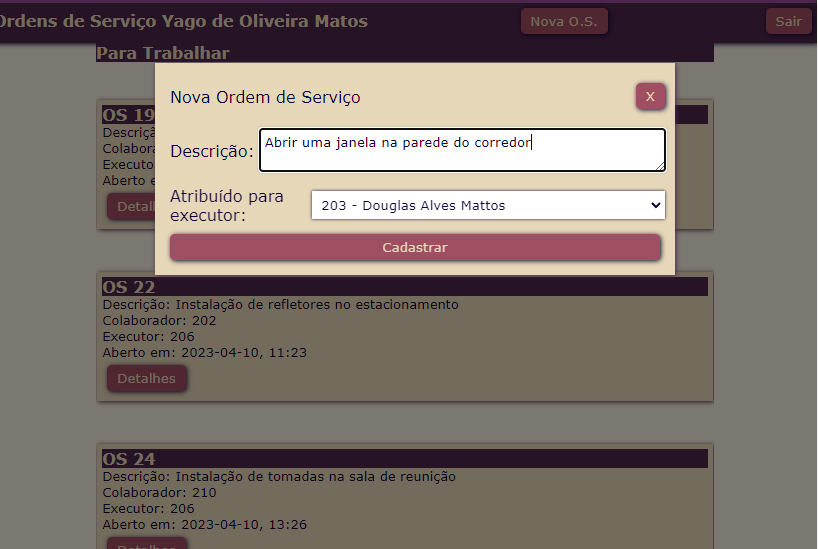 Ordens de Serviço Yago de Oliveira Matos
Nova O.S.
Sair
Para Trabalhar
Nova Ordem de Serviço
X
Descrição:
Abrir uma janela na parede do corredor
Atribuído para
executor:
203 - Douglas Alves Mattos
Cadastrar
OS 19
Descriçã
Colabora
Executo
Aberto e
Detalh
OS 22
Descrição: Instalação de refletores no estacionamento
Colaborador: 202
Executor: 206
Aberto em: 2023-04-10, 11:23
Detalhes
OS 24
Descrição: Instalação de tomadas na sala de reunição
Colaborador: 210
Executor: 206
Aberto em: 2023-04-10, 13:26
Detalhes